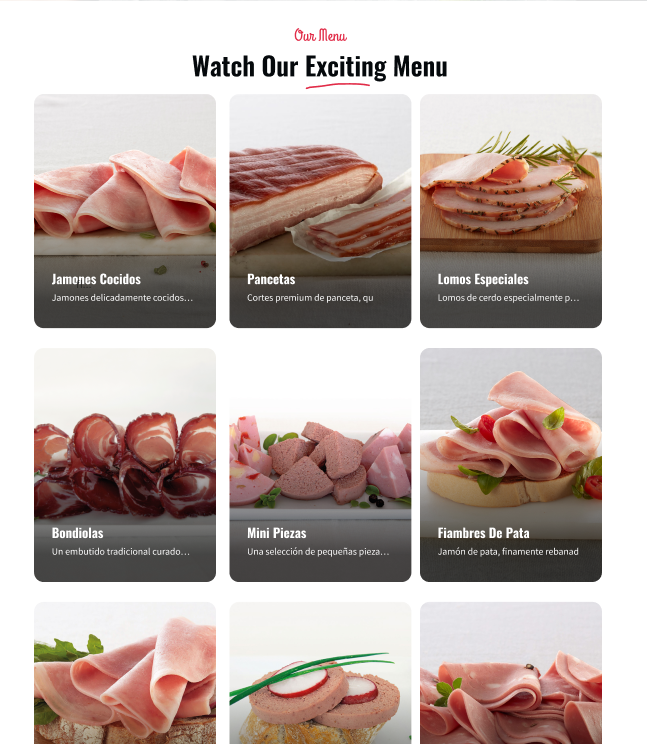 Our Menu
Watch Our Exciting Menu
Jamones Cocidos
Jamones delicadamente cocidos...
Pancetas
Cortes premium de panceta, qu
Lomos Especiales
Lomos de cerdo especialmente p...
Bondiolas
Un embutido tradicional curado...
Mini Piezas
Una selección de pequeñas pieza...
Fiambres De Pata
Jamón de pata, finamente rebanad